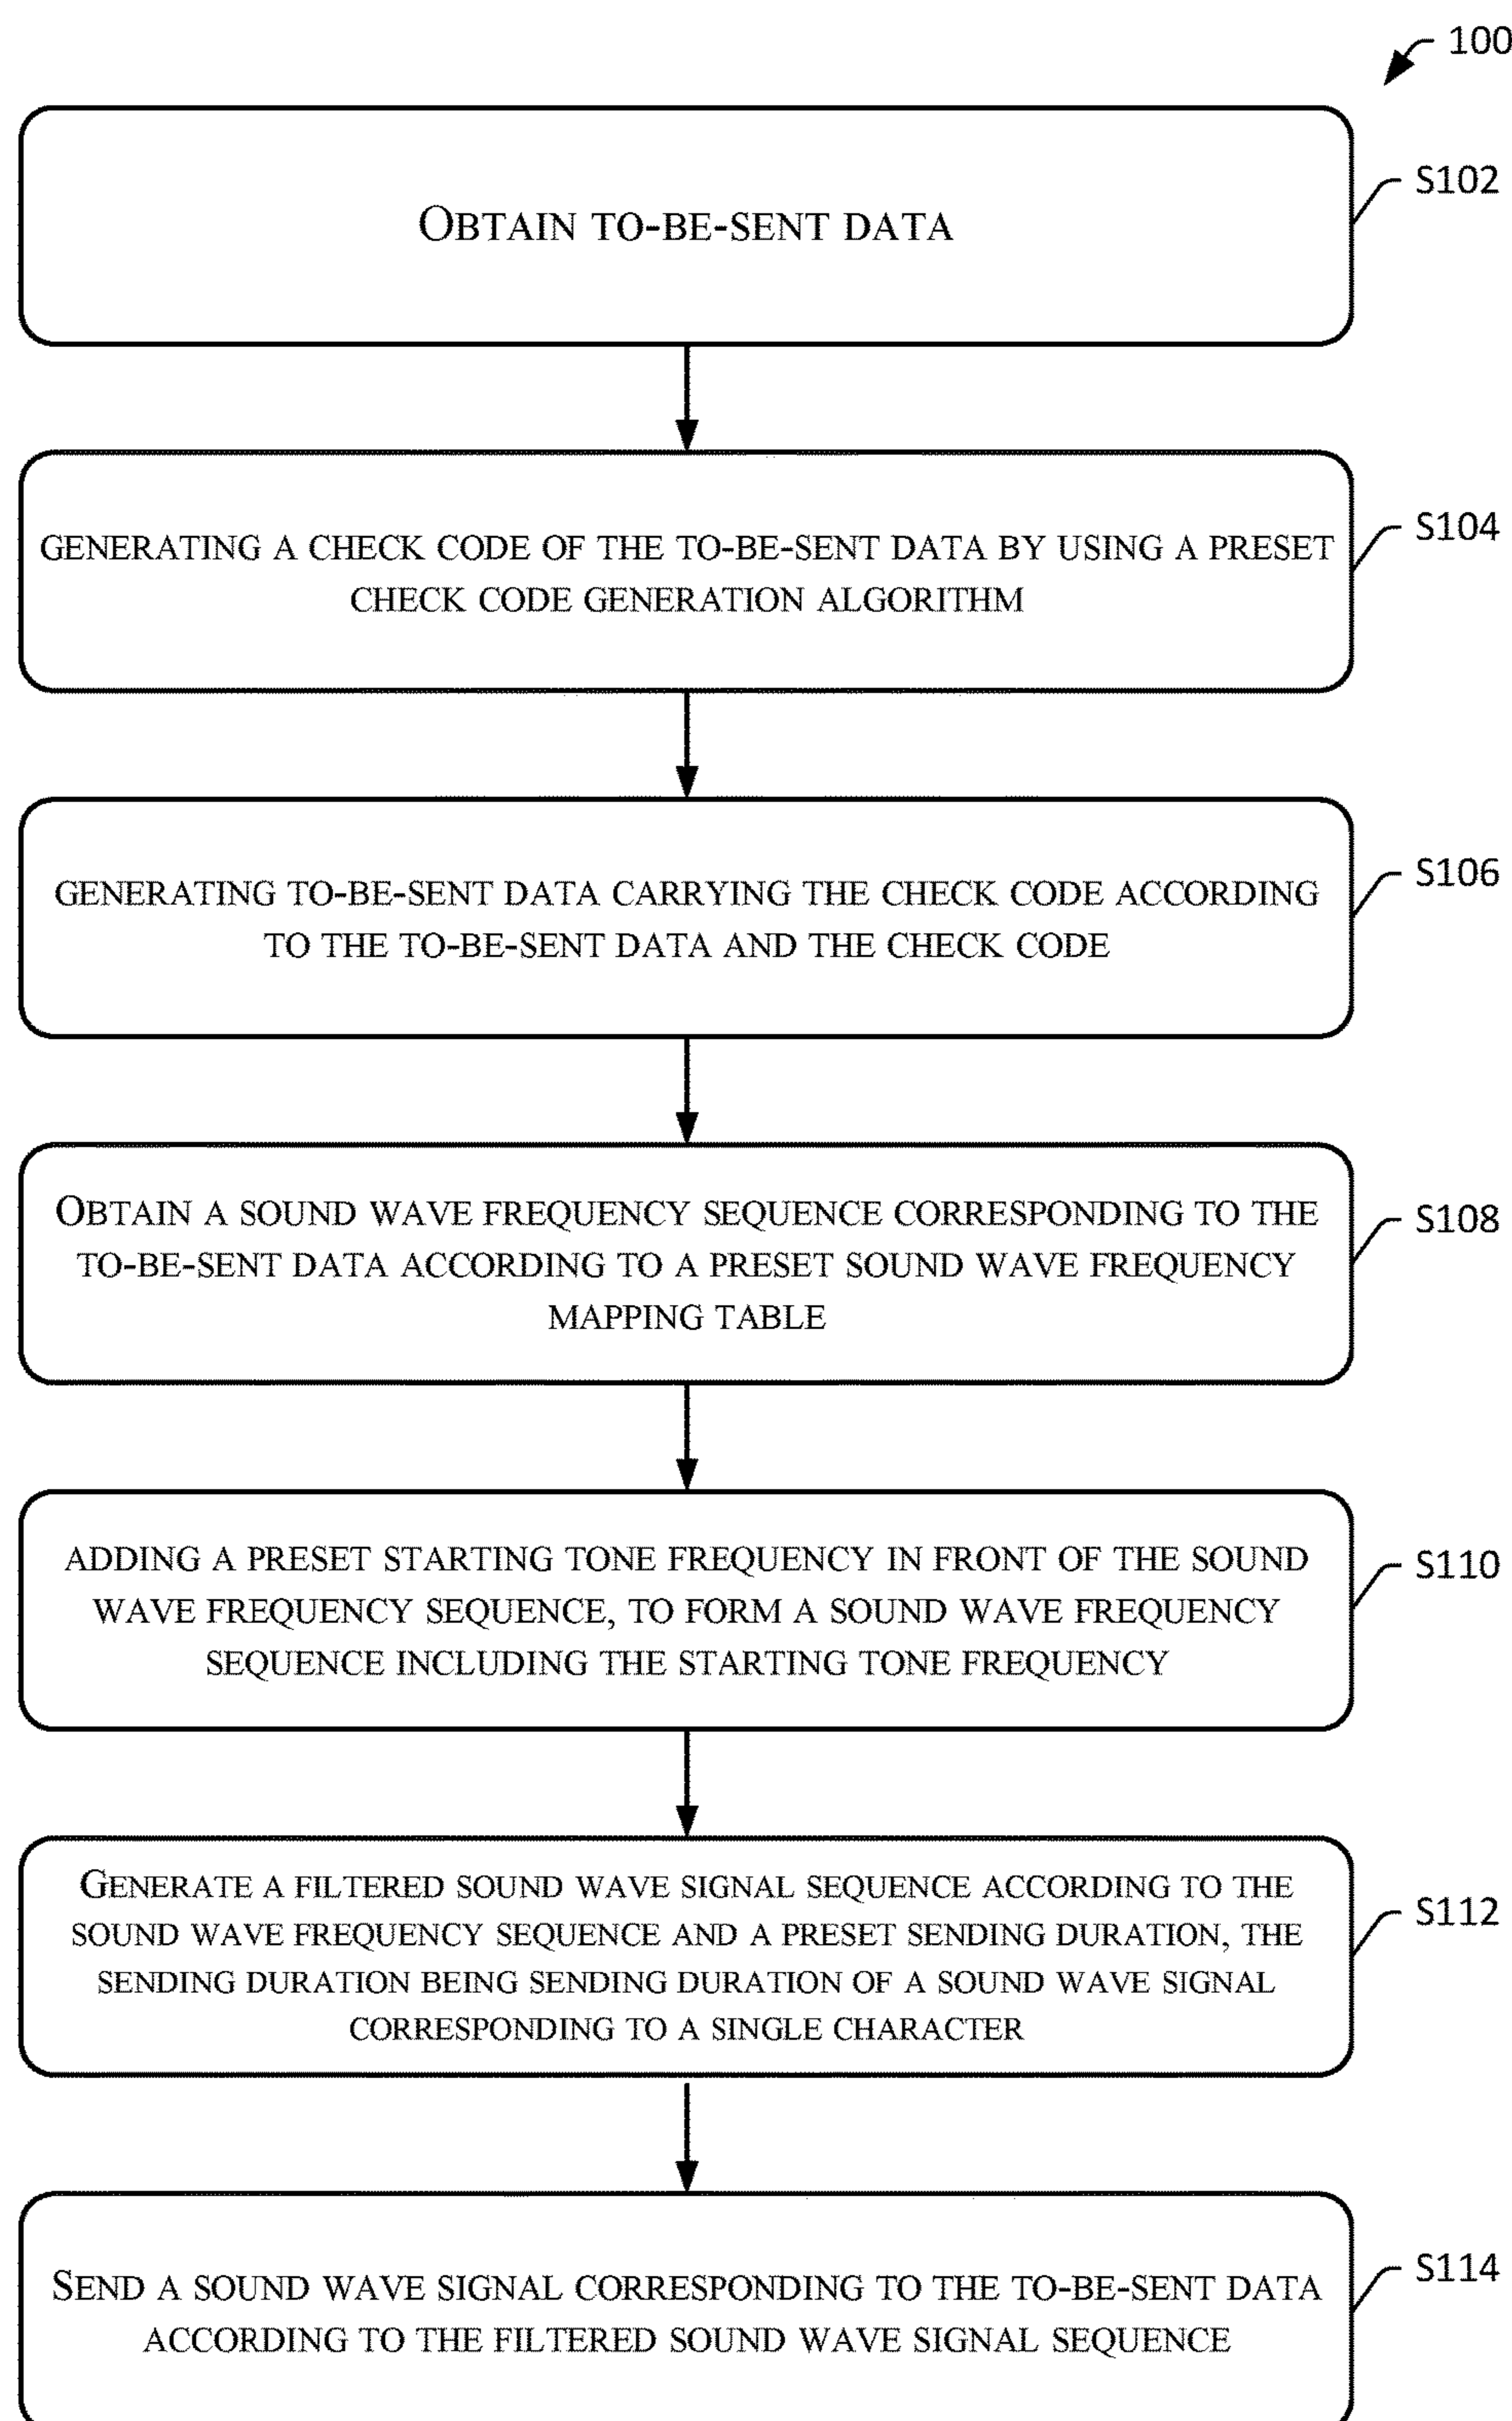 100
OBTAIN TO-BE-SENT DATA
S102
GENERATING A CHECK CODE OF THE TO-BE-SENT DATA BY USING A PRESET
CHECK CODE GENERATION ALGORITHM
S104
GENERATING TO-BE-SENT DATA CARRYING THE CHECK CODE ACCORDING
TO THE TO-BE-SENT DATA AND THE CHECK CODE
S106
OBTAIN A SOUND WAVE FREQUENCY SEQUENCE CORRESPONDING TO THE
TO-BE-SENT DATA ACCORDING TO A PRESET SOUND WAVE FREQUENCY
MAPPING TABLE
S108
ADDING A PRESET STARTING TONE FREQUENCY IN FRONT OF THE SOUND
WAVE FREQUENCY SEQUENCE, TO FORM A SOUND WAVE FREQUENCY
SEQUENCE INCLUDING THE STARTING TONE FREQUENCY
S110
GENERATE A FILTERED SOUND WAVE SIGNAL SEQUENCE ACCORDING TO THE
SOUND WAVE FREQUENCY SEQUENCE AND A PRESET SENDING DURATION, THE
SENDING DURATION BEING SENDING DURATION OF A SOUND WAVE SIGNAL
CORRESPONDING TO A SINGLE CHARACTER
S112
SEND A SOUND WAVE SIGNAL CORRESPONDING TO THE TO-BE-SENT DATA
ACCORDING TO THE FILTERED SOUND WAVE SIGNAL SEQUENCE
S114